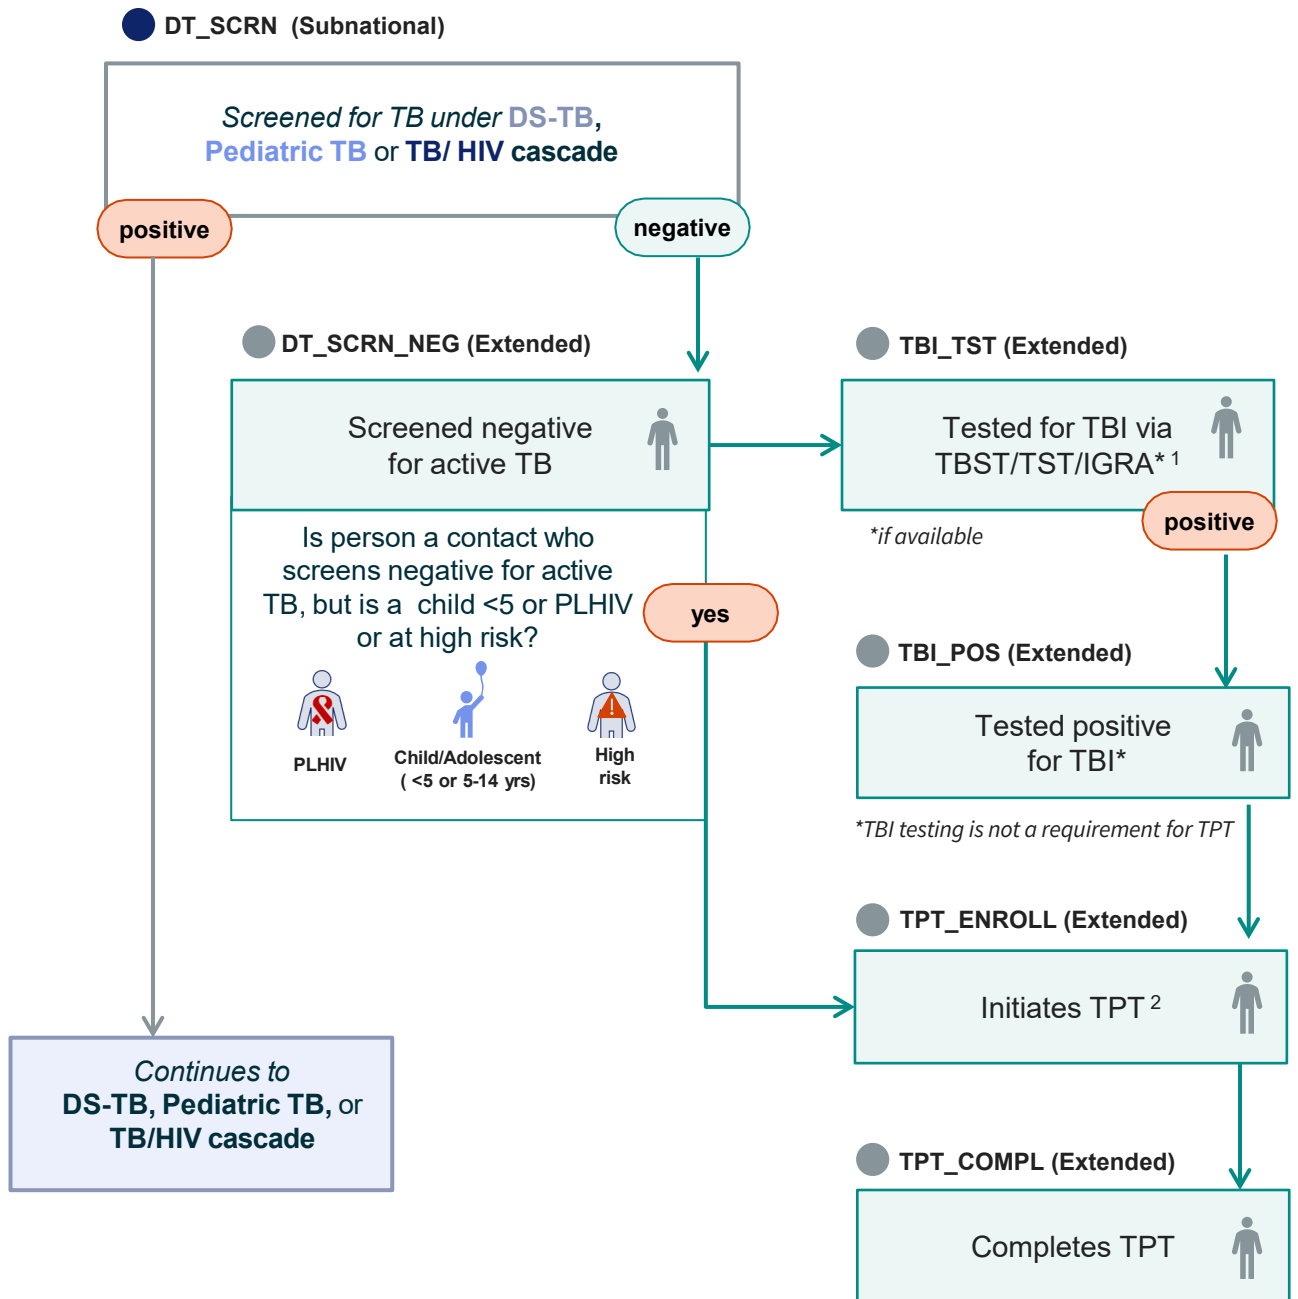 DT_SCRN (Subnational)
Screened for TB under DS-TB,
Pediatric TB or TB/ HIV cascade
positive
negative
DT_SCRN_NEG (Extended)
Screened negative
for active TB
Is person a contact who
screens negative for active
TB, but is a child <5 or PLHIV
or at high risk?
yes
PLHIV
Child/Adolescent
( <5 or 5-14 yrs)
High
risk
TBI_TST (Extended)
Tested for TBI via
TBST/TST/IGRA* 1
*if available
positive
TBI_POS (Extended)
Tested positive
for TBI*
*TBI testing is not a requirement for TPT
TPT_ENROLL (Extended)
Initiates TPT 2
Continues to
DS-TB, Pediatric TB, or
TB/HIV cascade
TPT_COMPL (Extended)
Completes TPT